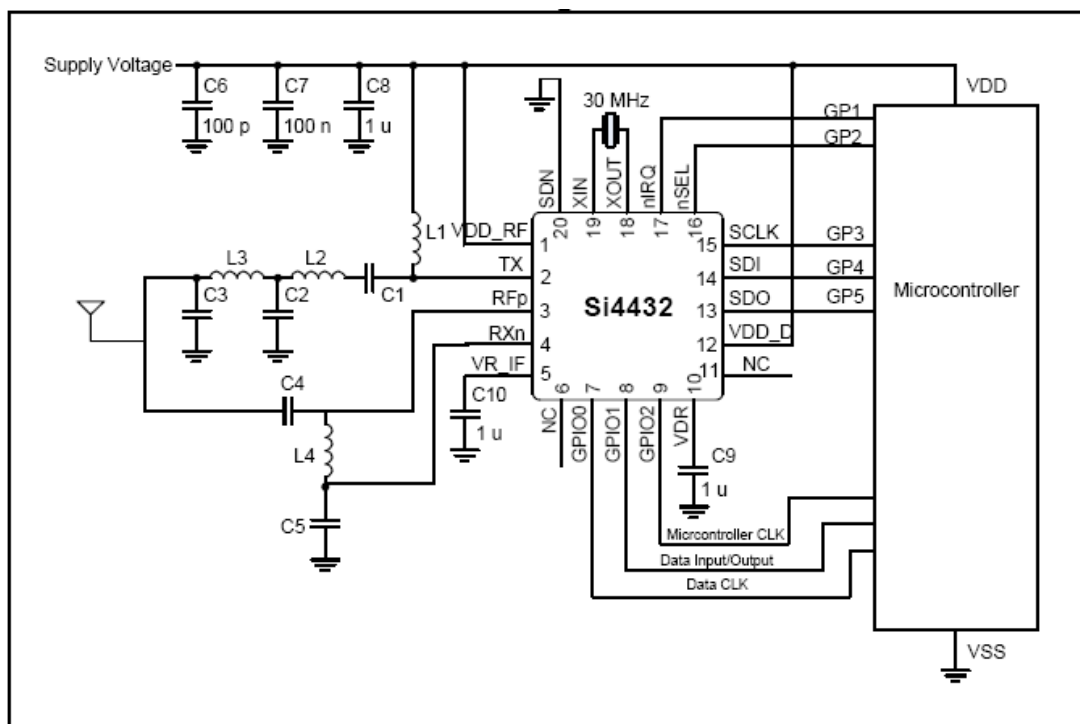 Supply Voltage
C6
100 p
C7
100 n
C8
1 u
30 MHz
VDD
GP1
GP2
SDN
XIN
XOUT
nIRQ
nSEL
20
19
18
17
16
L1
VDD_RF
1
15
SCLK
GP3
L3
L2
TX
2
14
SDI
GP4
C3
C2
C1
RFp
3
Si4432
13
SDO
GP5
Microcontroller
RXn
4
12
VDD_D
VR_IF
5
11
NC
C4
C10
1 u
6
7
8
9
10
NC
GPIO0
GPIO1
GPIO2
VDR
L4
C9
1 u
C5
Micrcontroller CLK
Data Input/Output
Data CLK
VSS